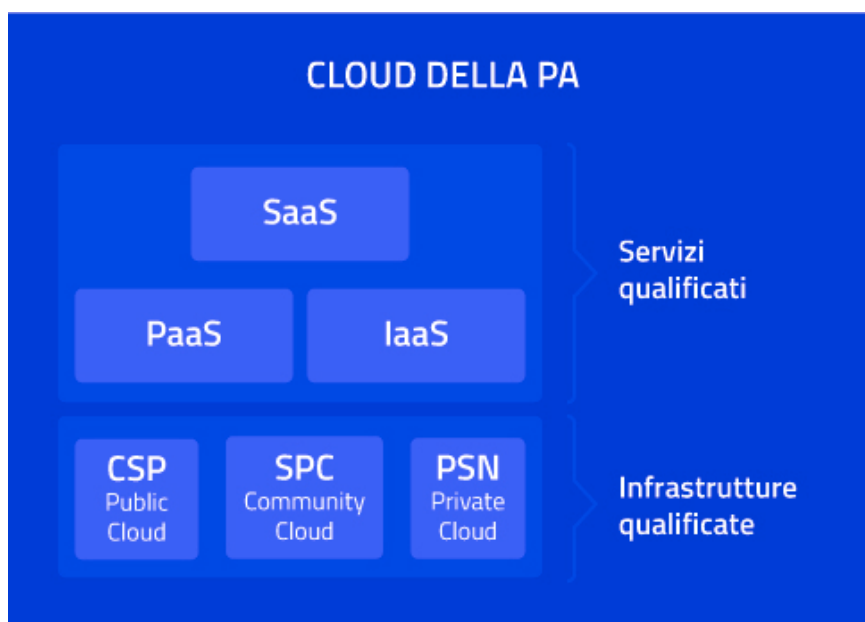 CLOUD DELLA PA
SaaS
Servizi
qualificati
PaaS
IaaS
CSP
Public
Cloud
SPC
Community
Cloud
PSN
Private
Cloud
Infrastrutture
qualificate